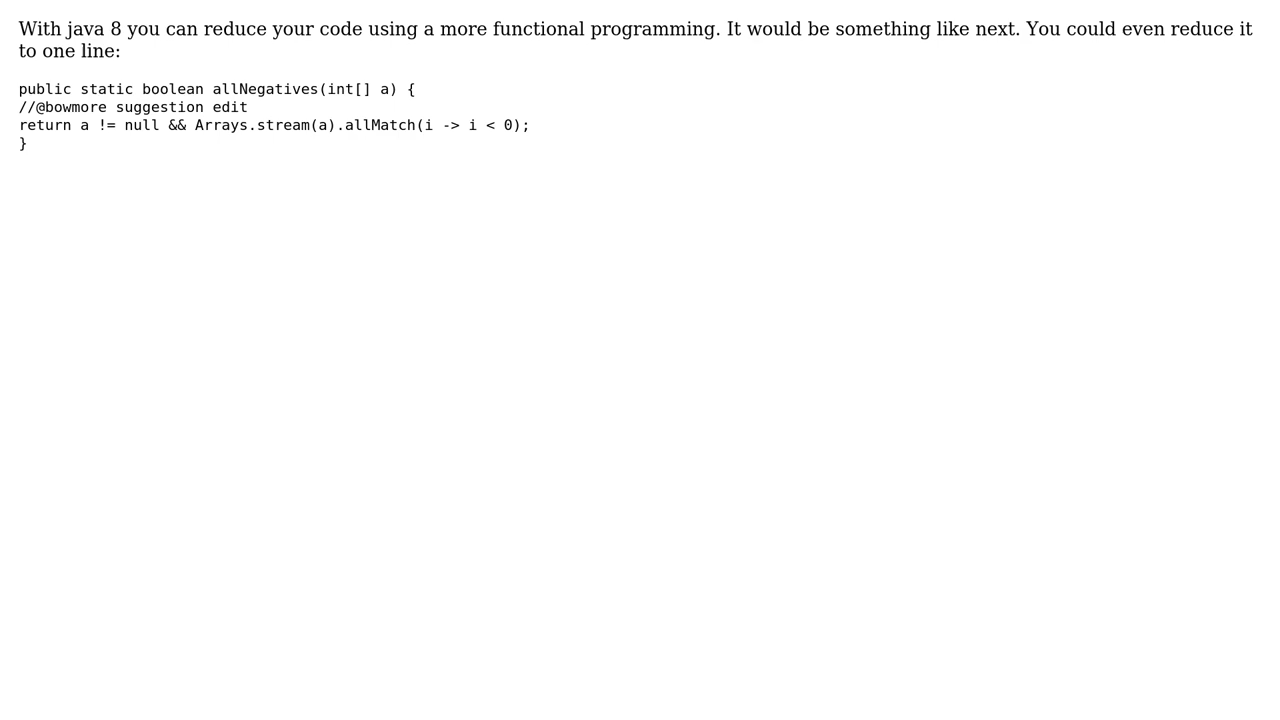 With java 8 you can reduce your code using a more functional programming. It would be something like next. You could even reduce it
to one line:
public static boolean allNegatives(int[] a) {
//@bowmore suggestion edit
return a != null && Arrays.stream(a).allMatch(i -> i < 0);
}